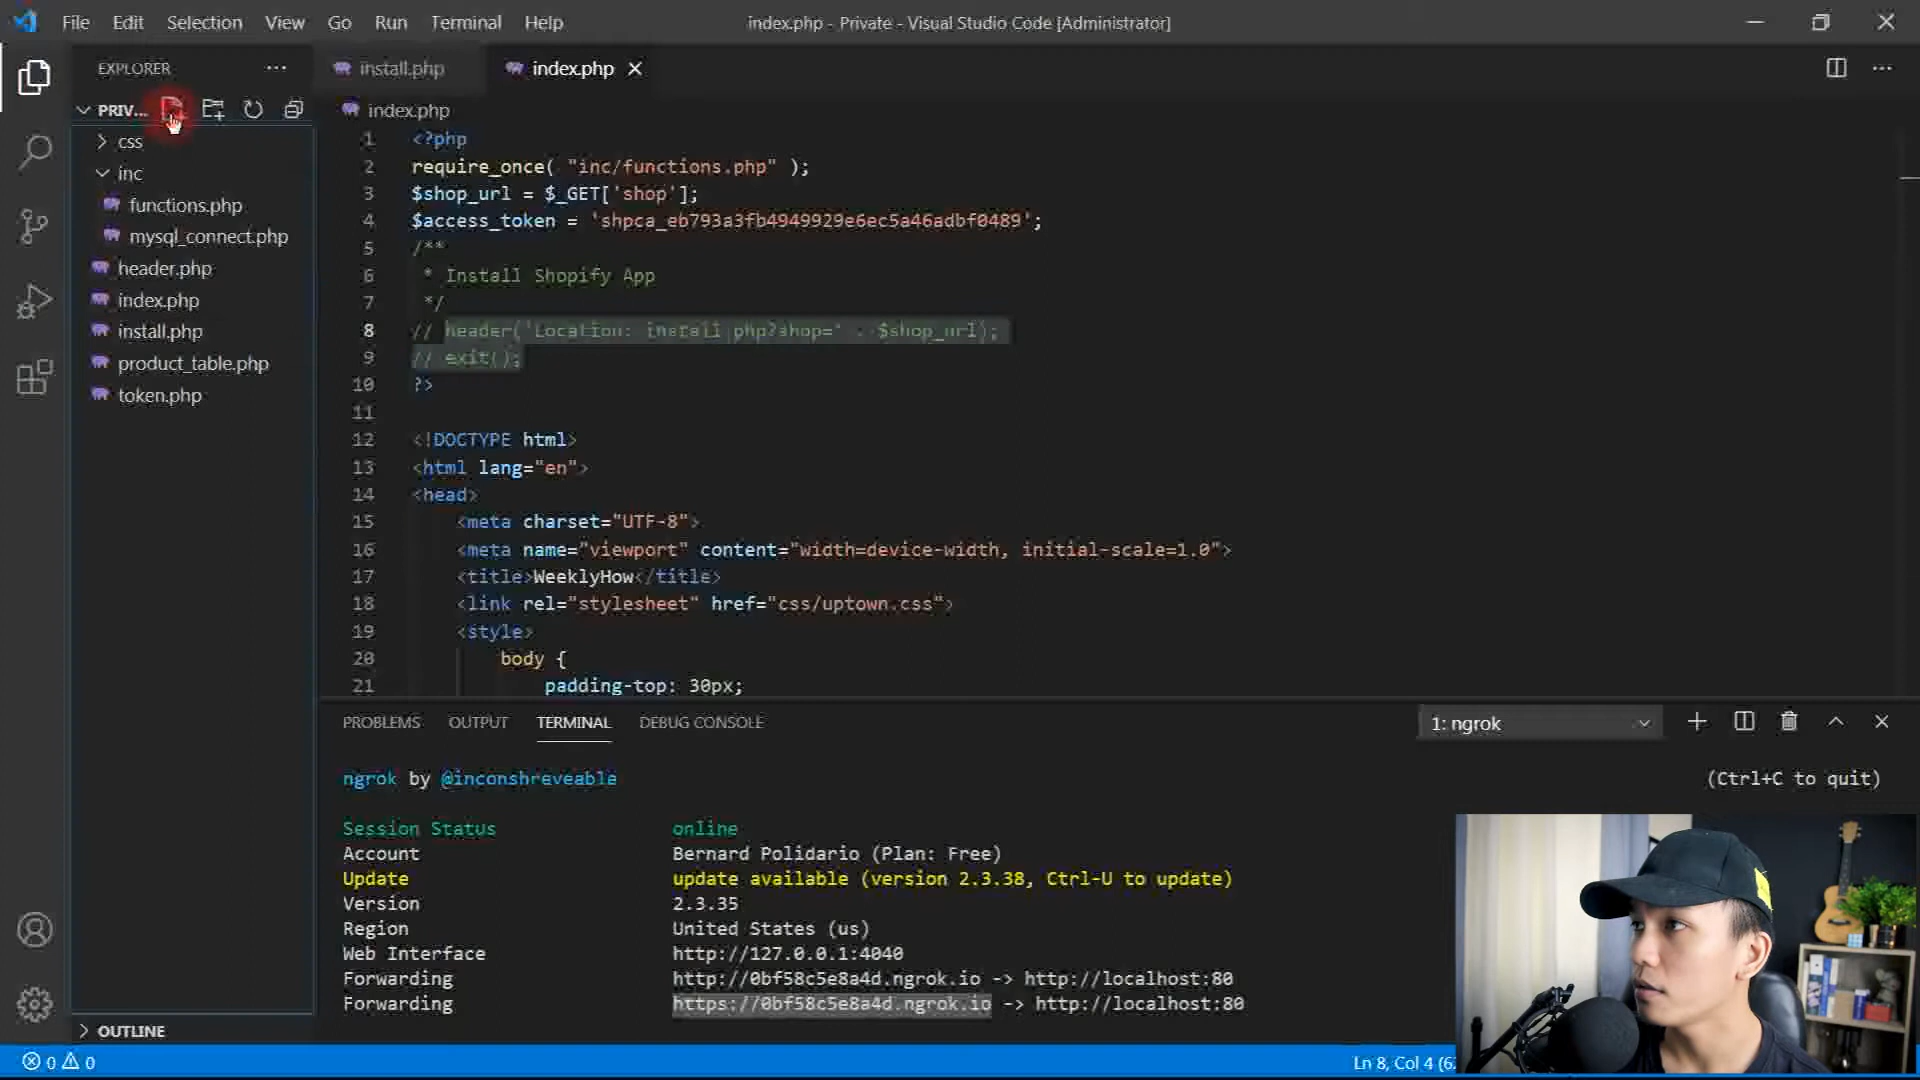 File Edit Selection View Go Run Terminal Help
index.php - Private - Visual Studio Code [Administrator]
EXPLORER
install.php
index.php
PRIV...
index.php
css
inc
functions.php
mysql_connect.php
header.php
index.php
install.php
product_table.php
token.php
OUTLINE
1 <?php
2 require_once( "inc/functions.php" );
3 $shop_url = $_GET['shop'];
4 $access_token = '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';
5 /**
6 * Install Shopify App
7 */
8 // header('Location: install.php?shop=' . $shop_url);
9 // exit();
10 ?>
11
12 <!DOCTYPE html>
13 <html lang="en">
14 <head>
15 <meta charset="UTF-8">
16 <meta name="viewport" content="width=device-width, initial-scale=1.0">
17 <title>WeeklyHow</title>
18 <link rel="stylesheet" href="css/uptown.css">
19 <style>
20 body {
21 padding-top: 30px;
PROBLEMS OUTPUT TERMINAL DEBUG CONSOLE
1: ngrok
ngrok by @inconshreveable (Ctrl+C to quit)
Session Status online
Account Bernard Polidario (Plan: Free)
Update update available (version 2.3.38, Ctrl-U to update)
Version 2.3.35
Region United States (us)
Web Interface http://127.0.0.1:4040
Forwarding http://0bf58c5e8a4d.ngrok.io -> http://localhost:80
Forwarding https://0bf58c5e8a4d.ngrok.io -> http://localhost:80
0 0
Ln 8, Col 4